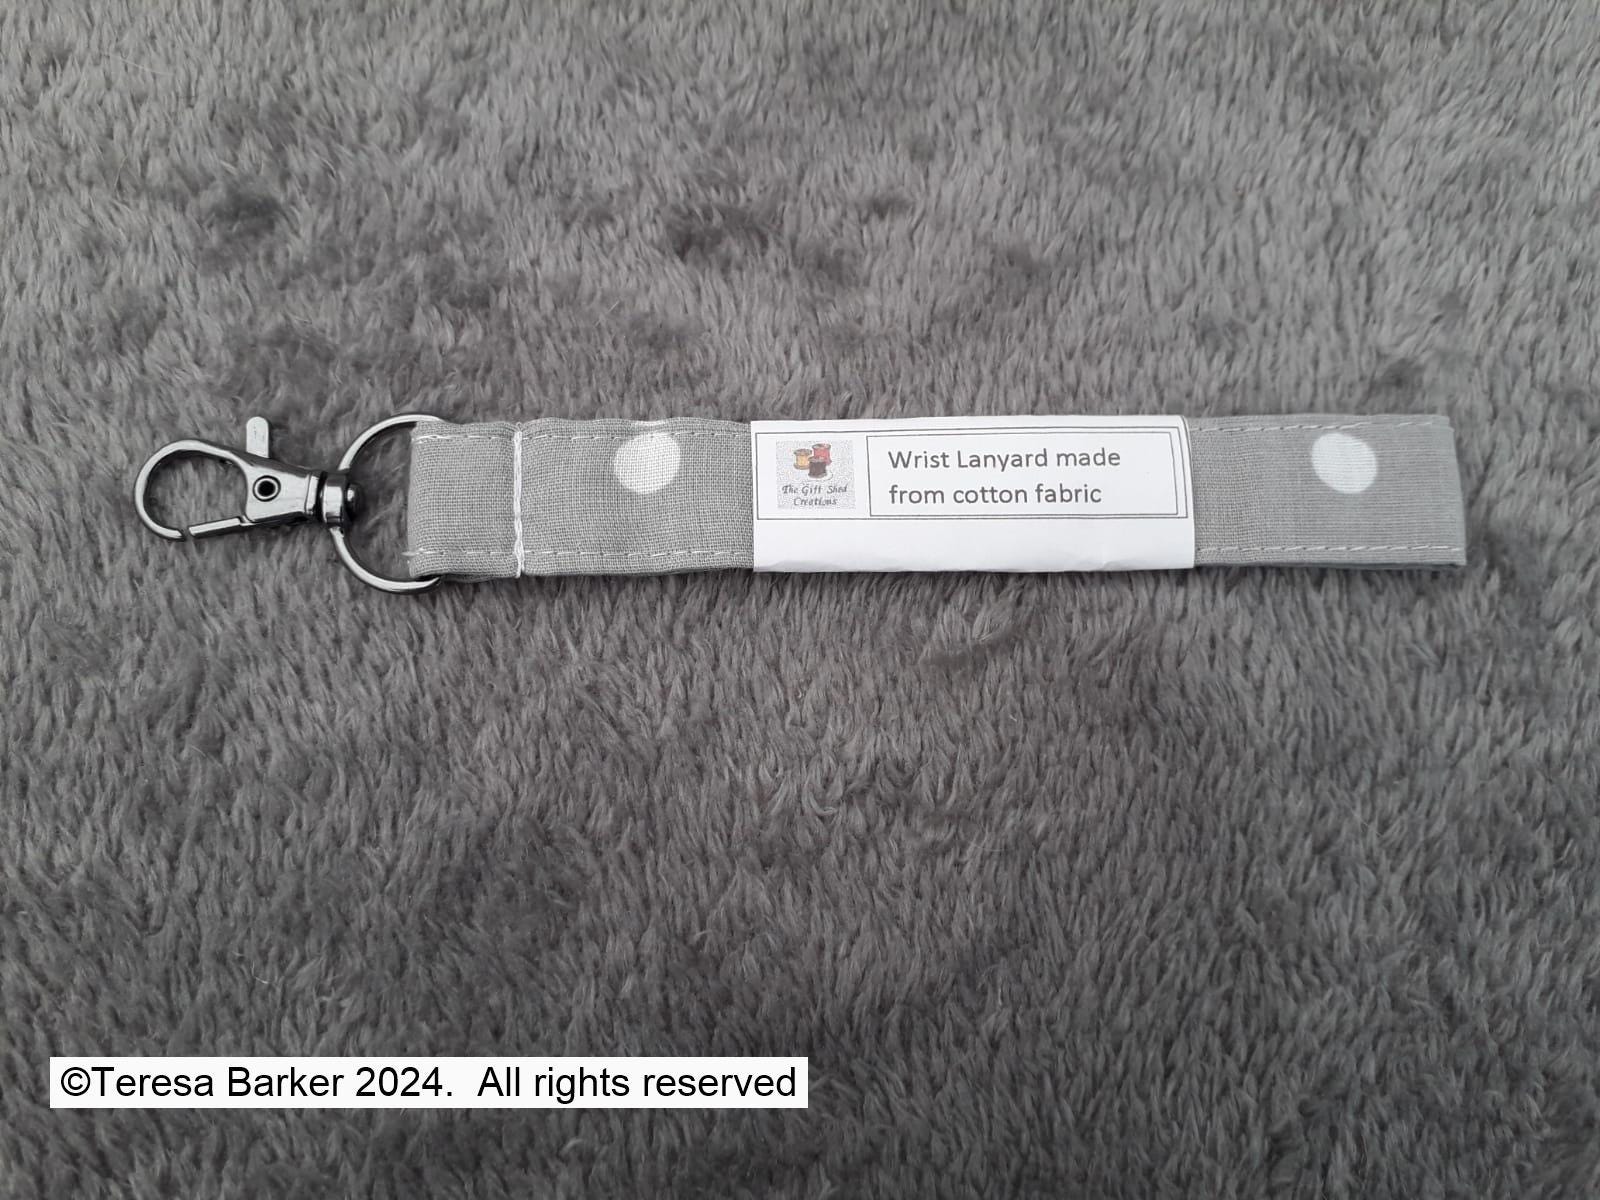 The Gift Shed
Creations
Wrist Lanyard made
from cotton fabric
©Teresa Barker 2024.  All rights reserved